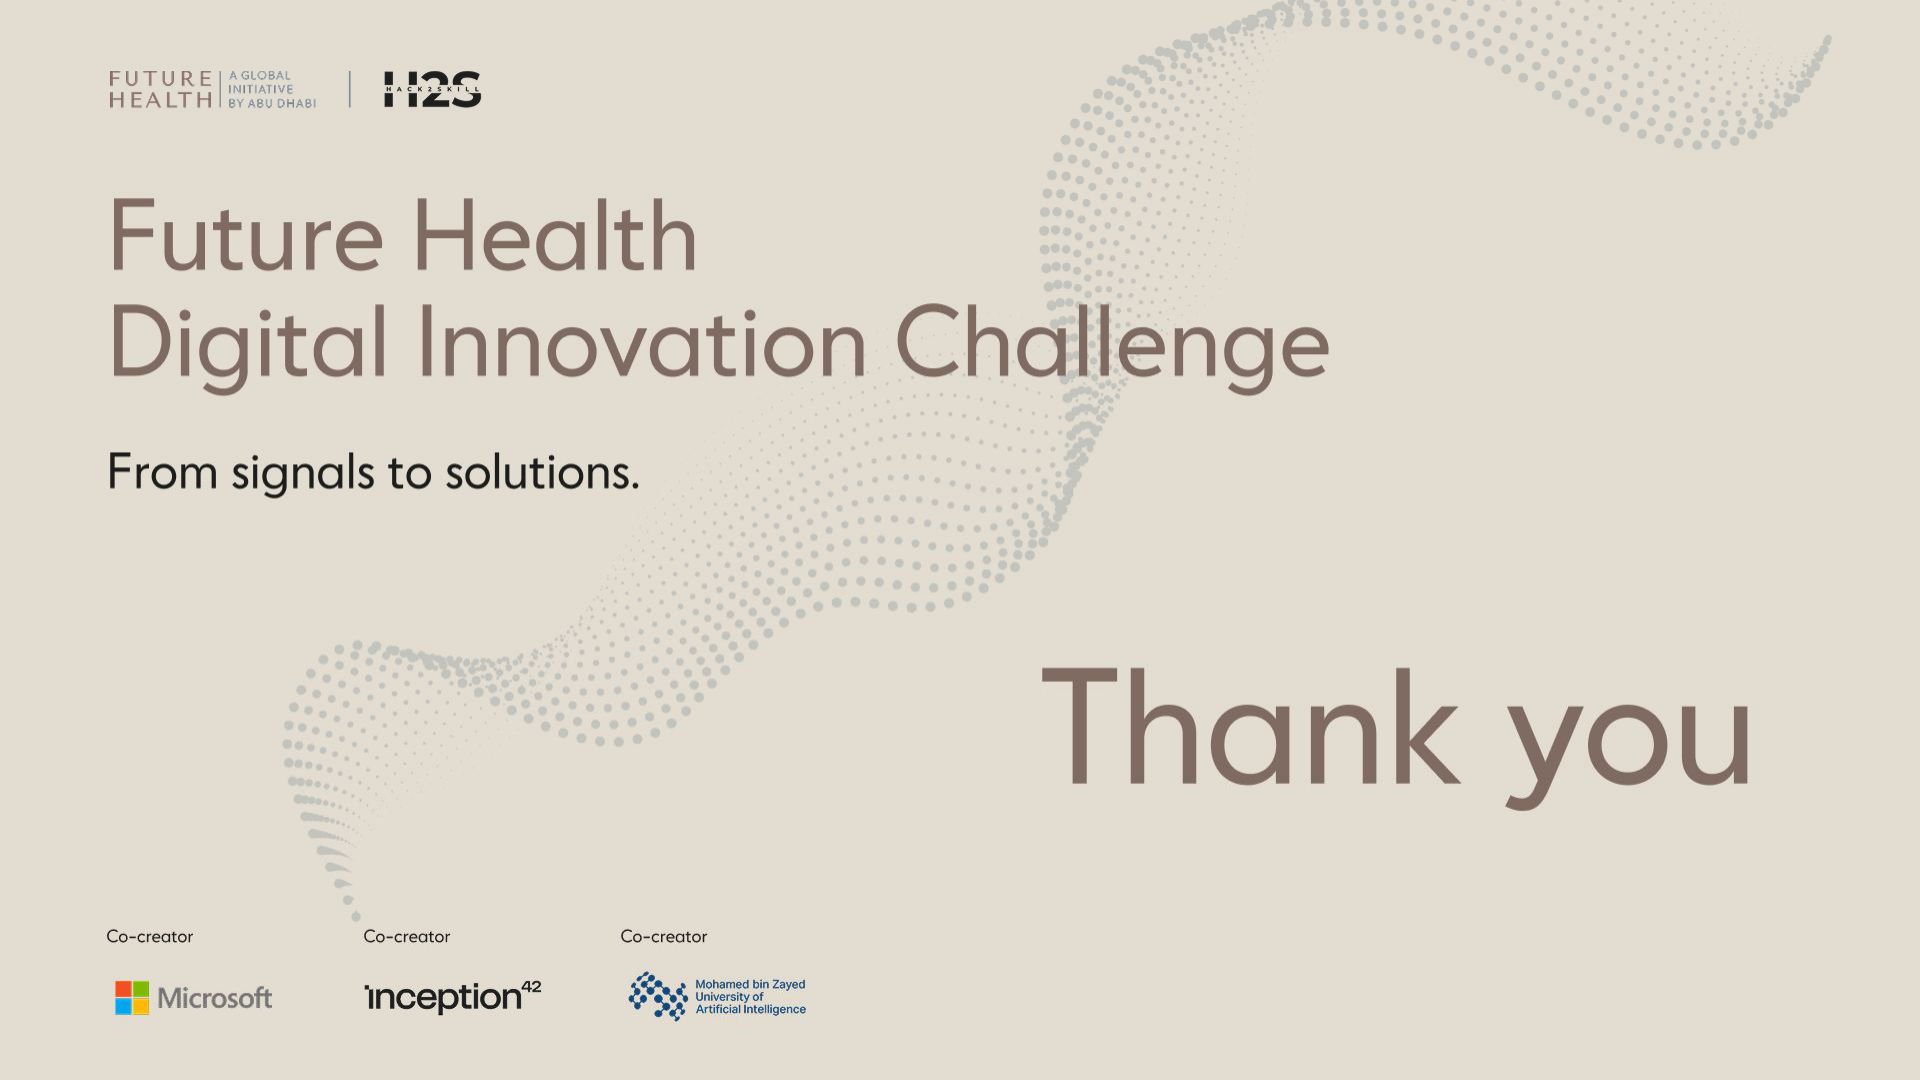 FUTURE HEALTH
A GLOBAL INITIATIVE BY ABU DHABI
H2S
HACK2SKILL
Future Health
Digital Innovation Challenge
From signals to solutions.
Thank you
Co-creator
Microsoft
Co-creator
inception42
Co-creator
Mohamed bin Zayed
University of
Artificial Intelligence